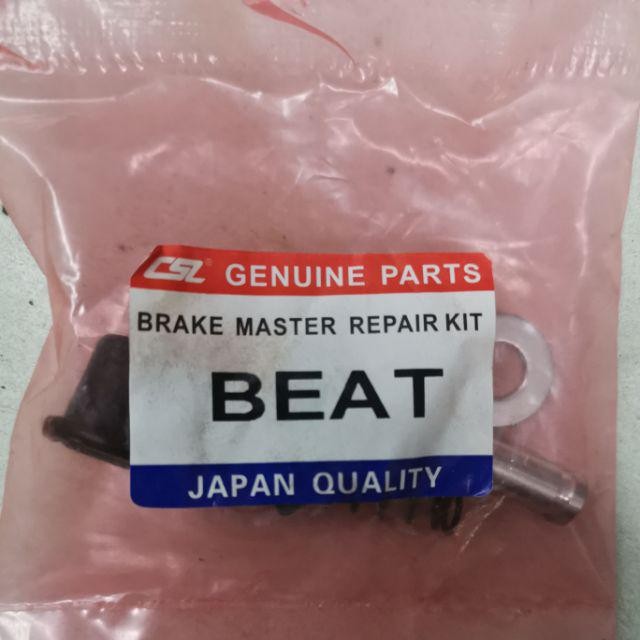 CSL® GENUINE PARTS
BRAKE MASTER REPAIR KIT
BEAT
JAPAN QUALITY